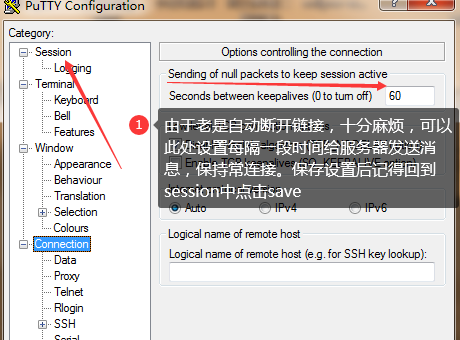 PuTTY Configuration
Category:
Session
Logging
Terminal
Keyboard
Bell
Features
Window
Appearance
Behaviour
Translation
Selection
Colours
Connection
Data
Proxy
Telnet
Rlogin
SSH
Serial
Options controlling the connection
Sending of null packets to keep session active
Seconds between keepalives (0 to turn off)
60
1
由于老是自动断开链接，十分麻烦，可以
此处设置每隔一段时间给服务器发送消
息，保持常连接。保存设置后记得回到
session中点击save
Auto
IPv4
IPv6
Logical name of remote host
Logical name of remote host (e.g. for SSH key lookup):